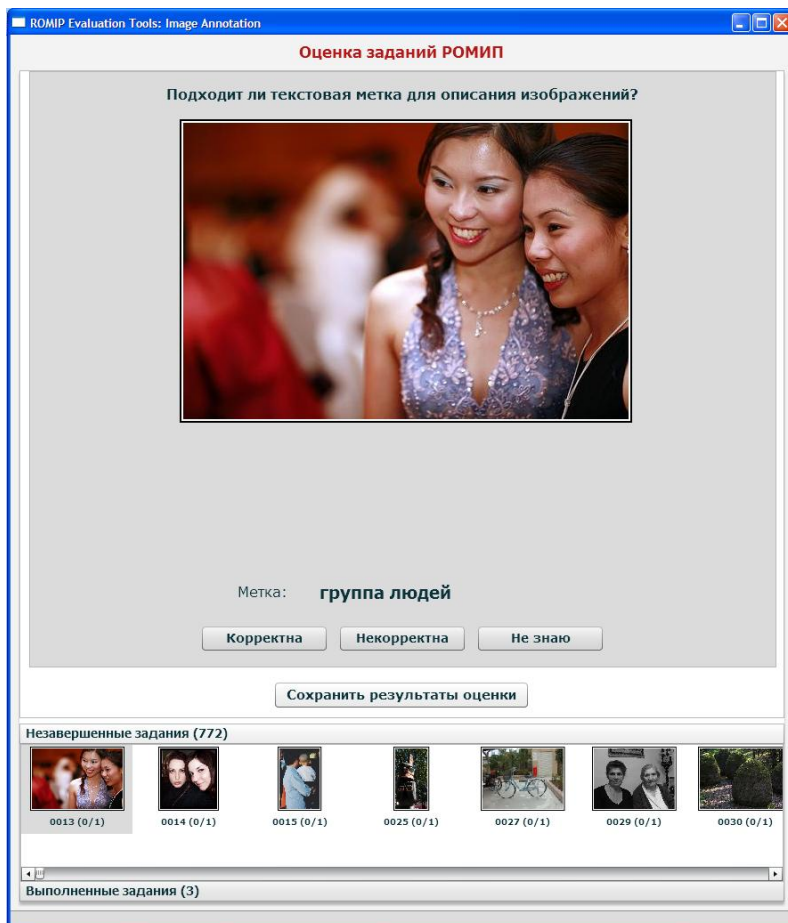 ROMIP Evaluation Tools: Image Annotation
Оценка заданий РОМИП
Подходит ли текстовая метка для описания изображений?
Метка: группа людей
Корректна Некорректна Не знаю
Сохранить результаты оценки
Незавершенные задания (772)
0013 (0/1) 0014 (0/1) 0015 (0/1) 0025 (0/1) 0027 (0/1) 0029 (0/1) 0030 (0/1)
Выполненные задания (3)